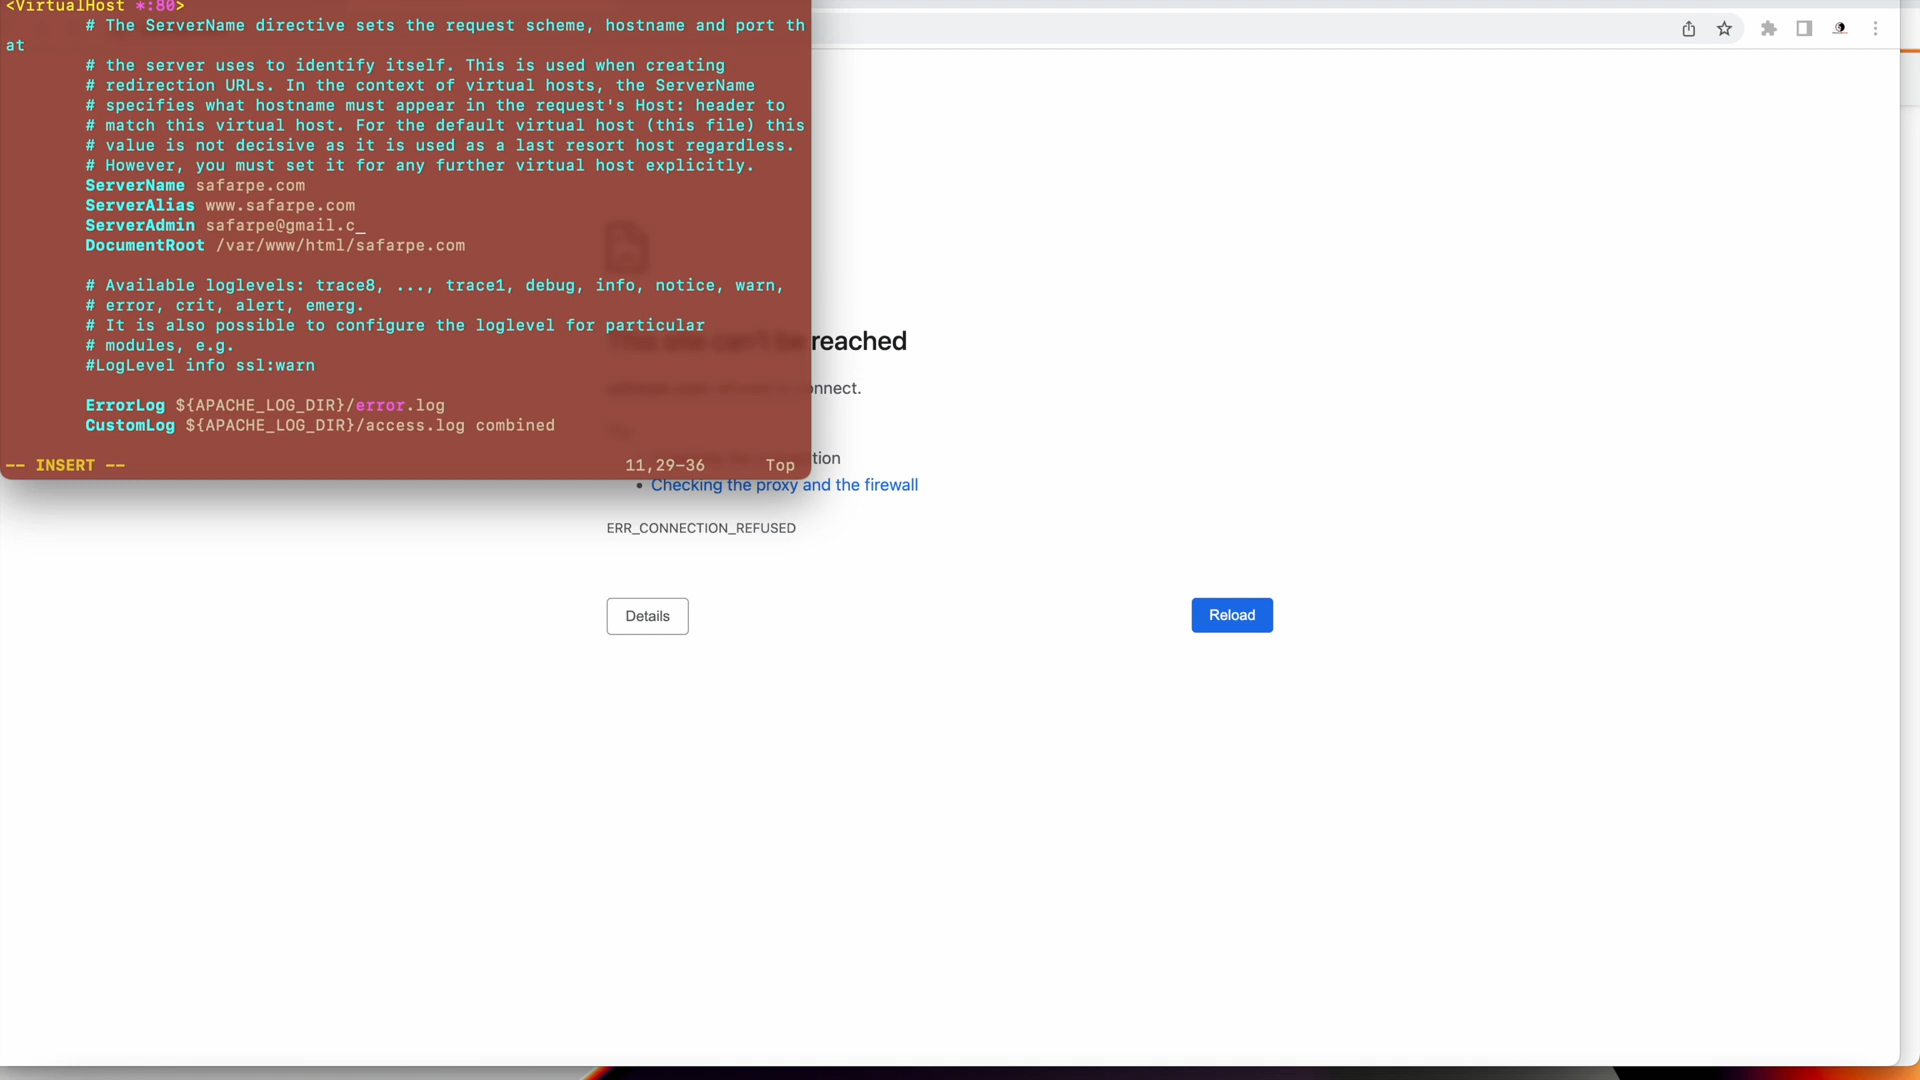 <VirtualHost *:80>
# The ServerName directive sets the request scheme, hostname and port th
at
# the server uses to identify itself. This is used when creating
# redirection URLs. In the context of virtual hosts, the ServerName
# specifies what hostname must appear in the request's Host: header to
# match this virtual host. For the default virtual host (this file) this
# value is not decisive as it is used as a last resort host regardless.
# However, you must set it for any further virtual host explicitly.
ServerName safarpe.com
ServerAlias www.safarpe.com
ServerAdmin safarpe@gmail.c_
DocumentRoot /var/www/html/safarpe.com
# Available loglevels: trace8, ..., trace1, debug, info, notice, warn,
# error, crit, alert, emerg.
# It is also possible to configure the loglevel for particular
# modules, e.g.
#LogLevel info ssl:warn
ErrorLog ${APACHE_LOG_DIR}/error.log
CustomLog ${APACHE_LOG_DIR}/access.log combined
-- INSERT -- 11,29-36 Top
This site can't be reached
Checking the proxy and the firewall
ERR_CONNECTION_REFUSED
Details
Reload